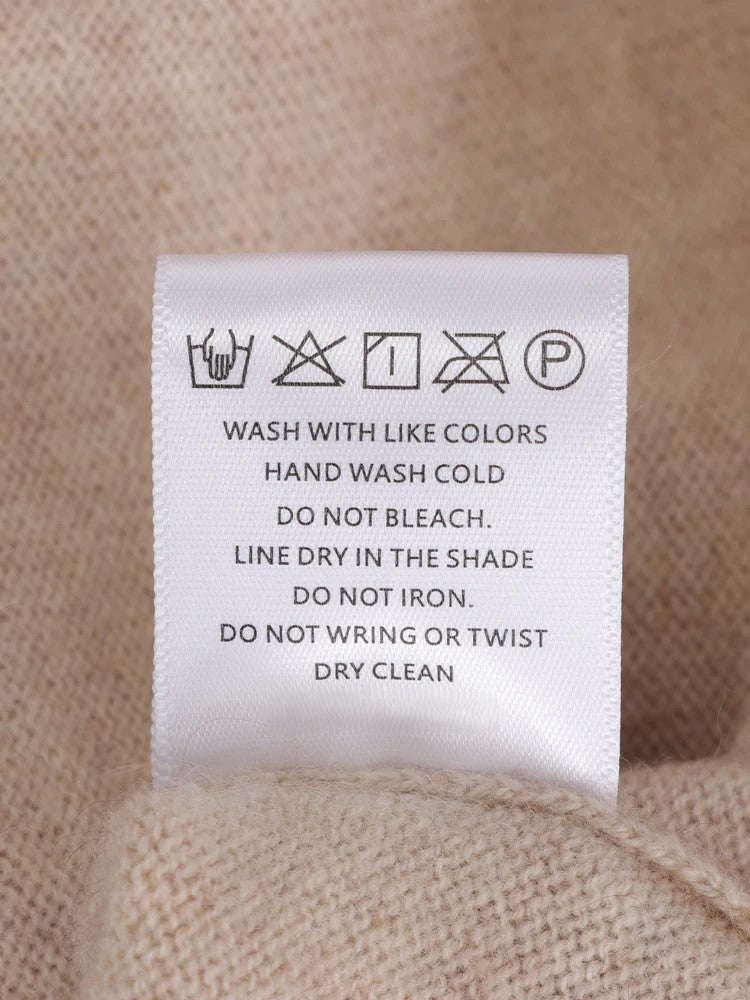 P
WASH WITH LIKE COLORS
HAND WASH COLD
DO NOT BLEACH.
LINE DRY IN THE SHADE
DO NOT IRON.
DO NOT WRING OR TWIST
DRY CLEAN